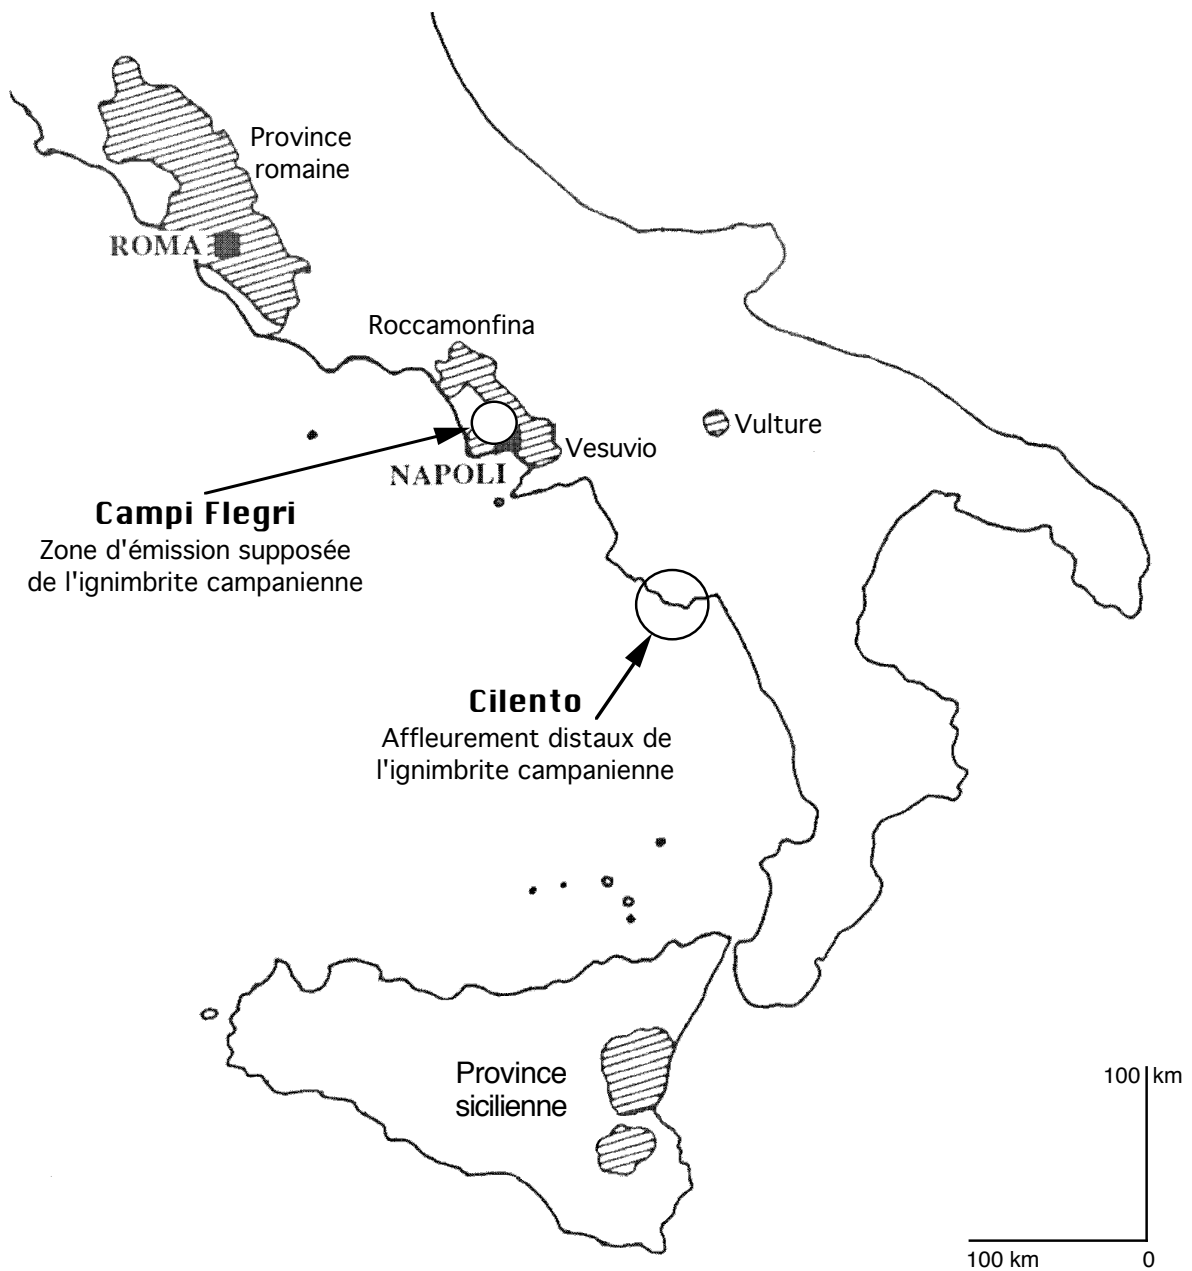 Province
romaine
ROMA
Roccamonfina
Vulture
Vesuvio
NAPOLI
Campi Flegri
Zone d'émission supposée
de l'ignimbrite campanienne
Cilento
Affleurement distaux de
l'ignimbrite campanienne
Province
sicilienne
100 km
100 km 0